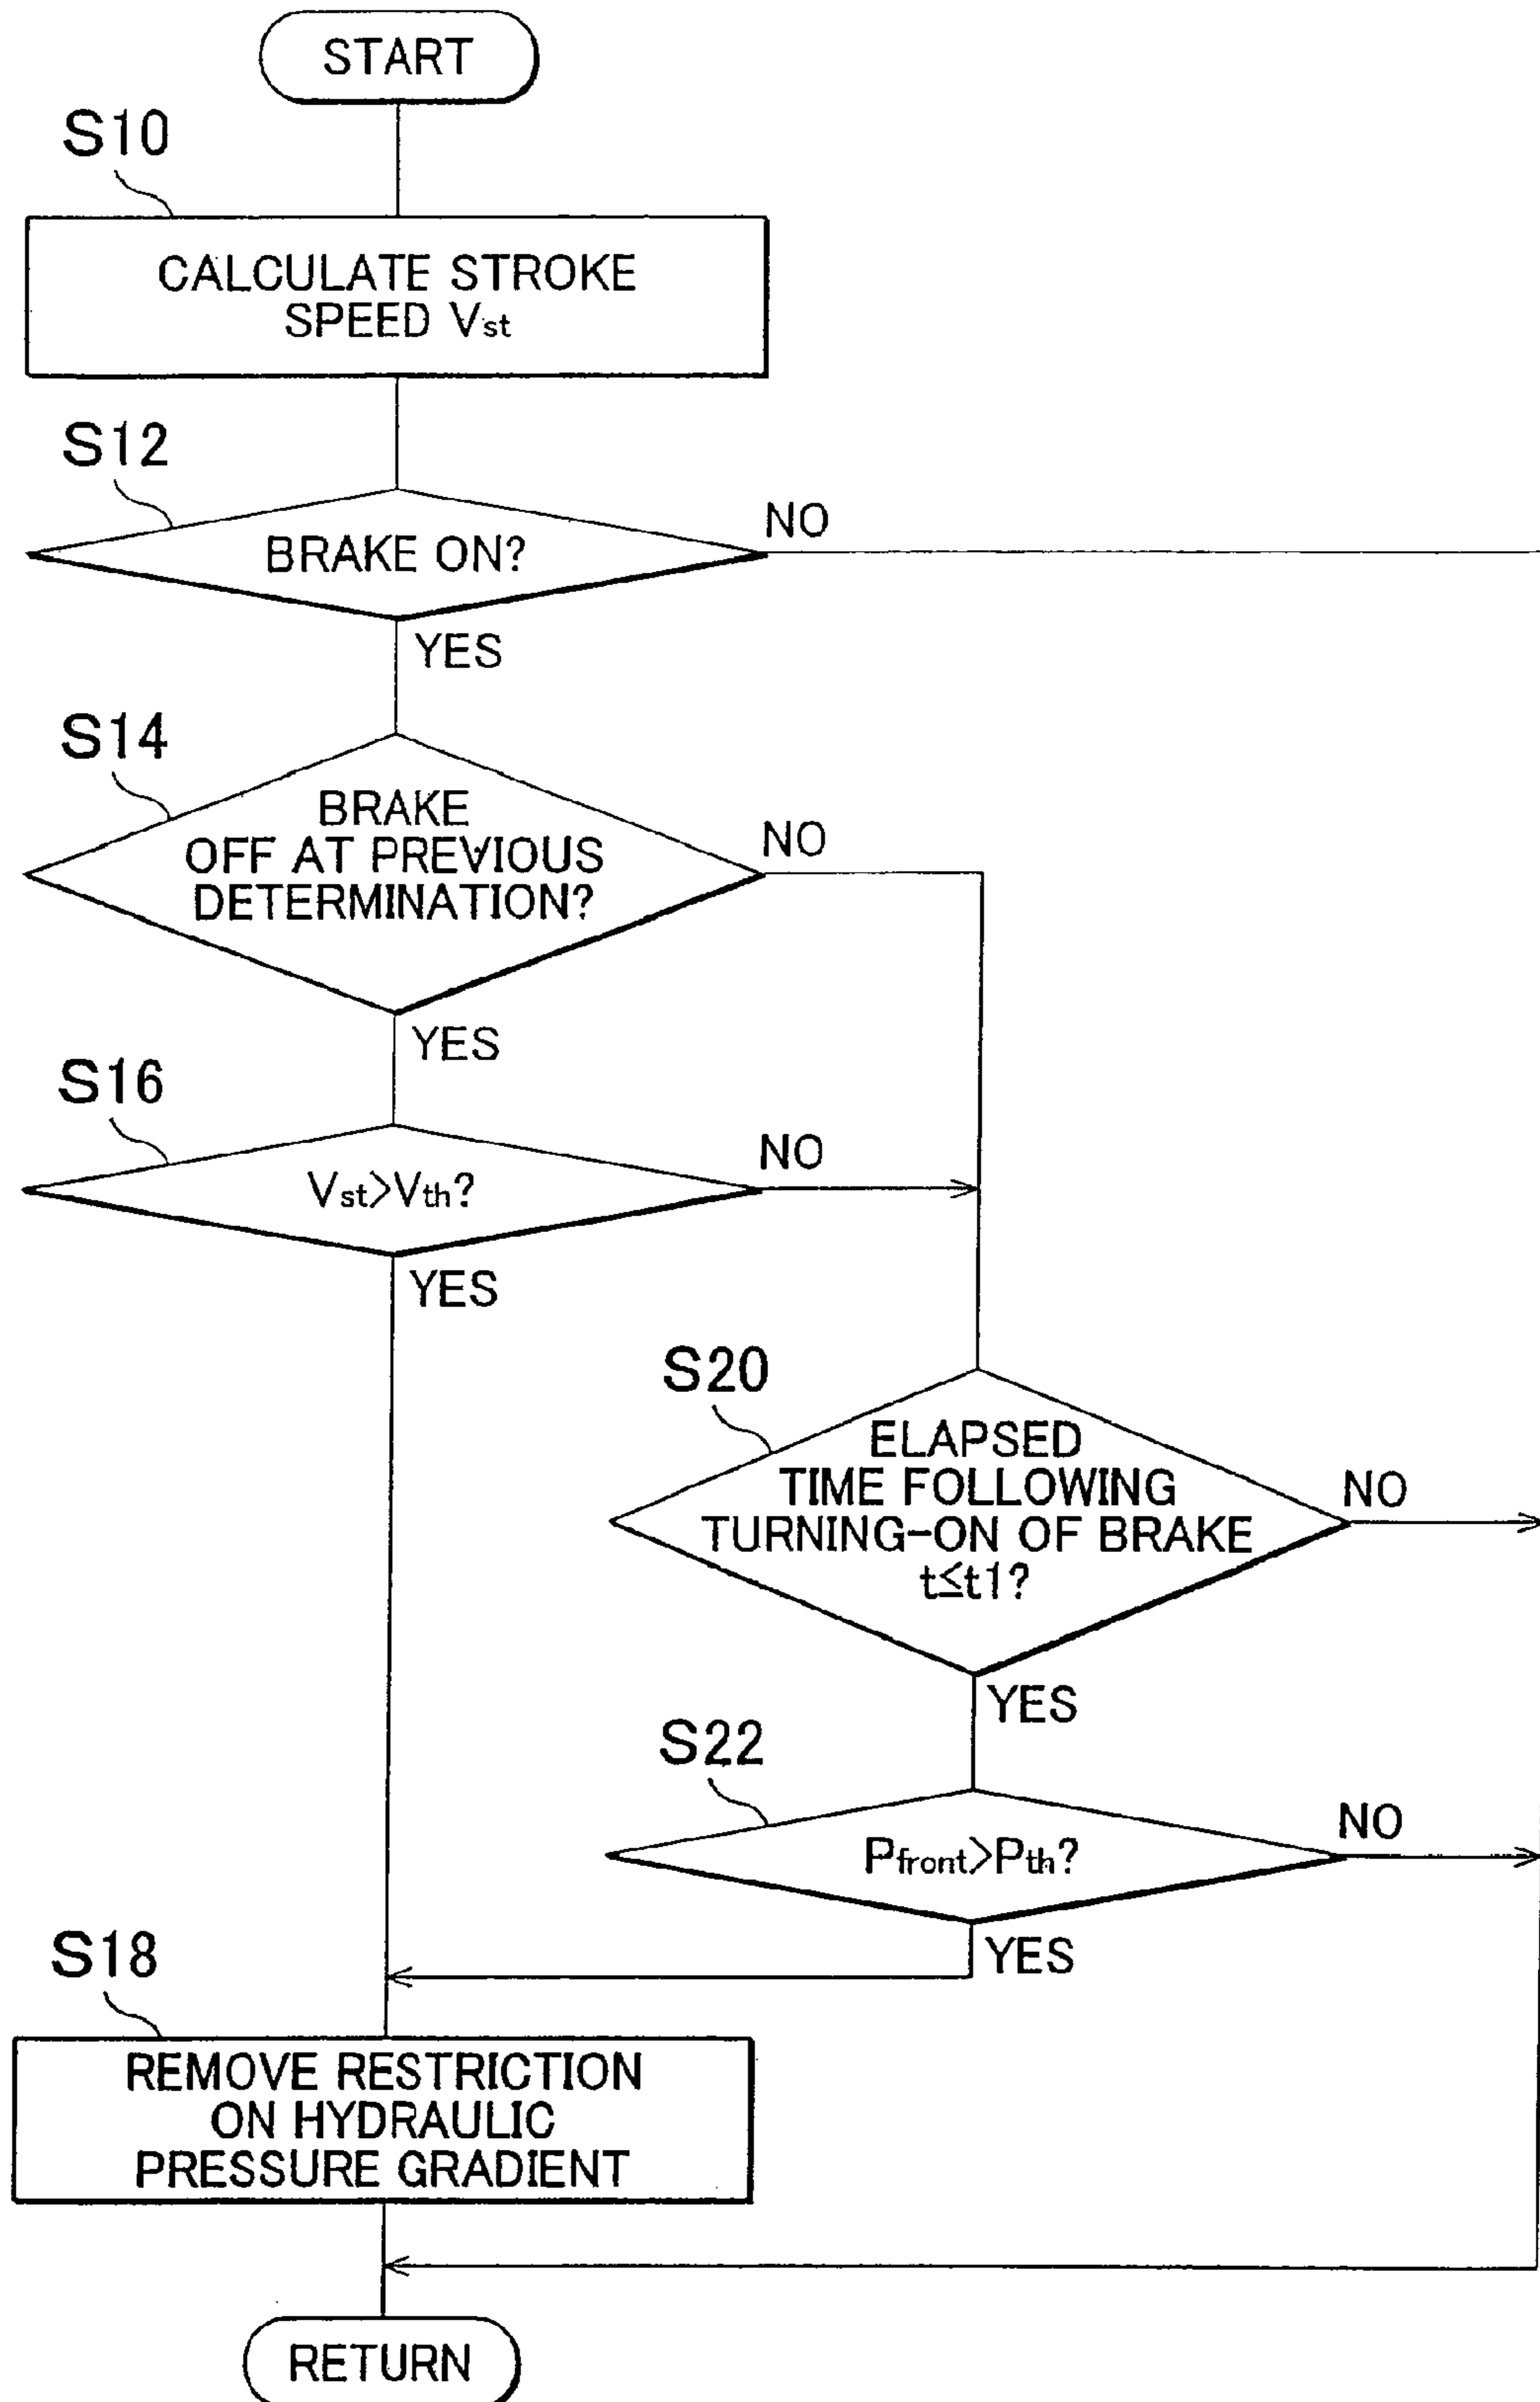 START
S10
CALCULATE STROKE
SPEED Vst
S12
BRAKE ON?
NO
YES
S14
BRAKE
OFF AT PREVIOUS
DETERMINATION?
NO
YES
S16
Vst>Vth?
NO
YES
S20
ELAPSED
TIME FOLLOWING
TURNING-ON OF BRAKE
t≤t1?
NO
YES
S22
Pfront>Pth?
NO
YES
S18
REMOVE RESTRICTION
ON HYDRAULIC
PRESSURE GRADIENT
RETURN